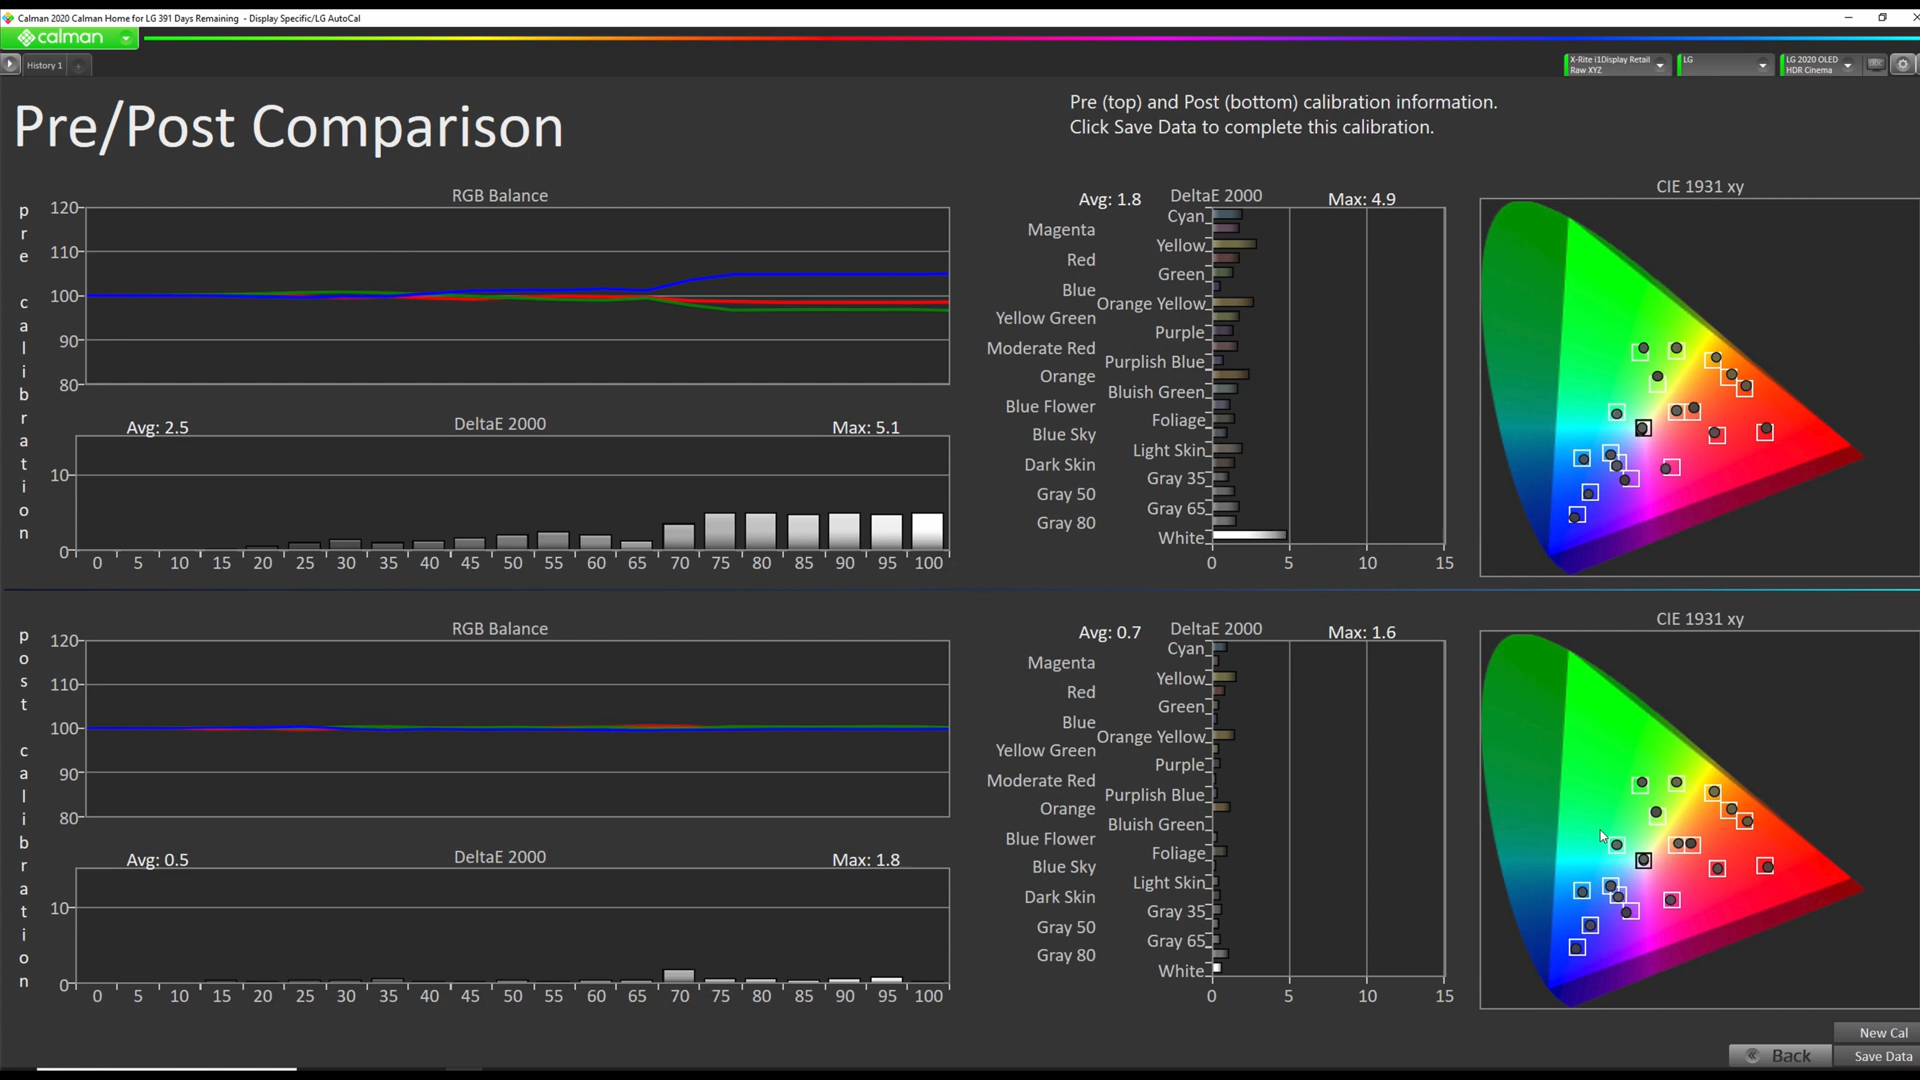 Calman 2020 Calman Home for LG 391 Days Remaining - Display Specific/LG AutoCal
calman
History 1
X-Rite i1Display Retail
Raw XYZ
LG
LG 2020 OLED
HDR Cinema
Pre/Post Comparison
Pre (top) and Post (bottom) calibration information.
Click Save Data to complete this calibration.
pre calibration
RGB Balance
120
110
100
90
80
Avg: 2.5 DeltaE 2000 Max: 5.1
10
0
0 5 10 15 20 25 30 35 40 45 50 55 60 65 70 75 80 85 90 95 100
Avg: 1.8 DeltaE 2000 Max: 4.9
Cyan
Magenta
Yellow
Red
Green
Blue
Orange Yellow
Yellow Green
Purple
Moderate Red
Purplish Blue
Orange
Bluish Green
Blue Flower
Foliage
Blue Sky
Light Skin
Dark Skin
Gray 35
Gray 50
Gray 65
Gray 80
White
0 5 10 15
CIE 1931 xy
post calibration
RGB Balance
120
110
100
90
80
Avg: 0.5 DeltaE 2000 Max: 1.8
10
0
0 5 10 15 20 25 30 35 40 45 50 55 60 65 70 75 80 85 90 95 100
Avg: 0.7 DeltaE 2000 Max: 1.6
Cyan
Magenta
Yellow
Red
Green
Blue
Orange Yellow
Yellow Green
Purple
Moderate Red
Purplish Blue
Orange
Bluish Green
Blue Flower
Foliage
Blue Sky
Light Skin
Dark Skin
Gray 35
Gray 50
Gray 65
Gray 80
White
0 5 10 15
CIE 1931 xy
New Cal
Back
Save Data